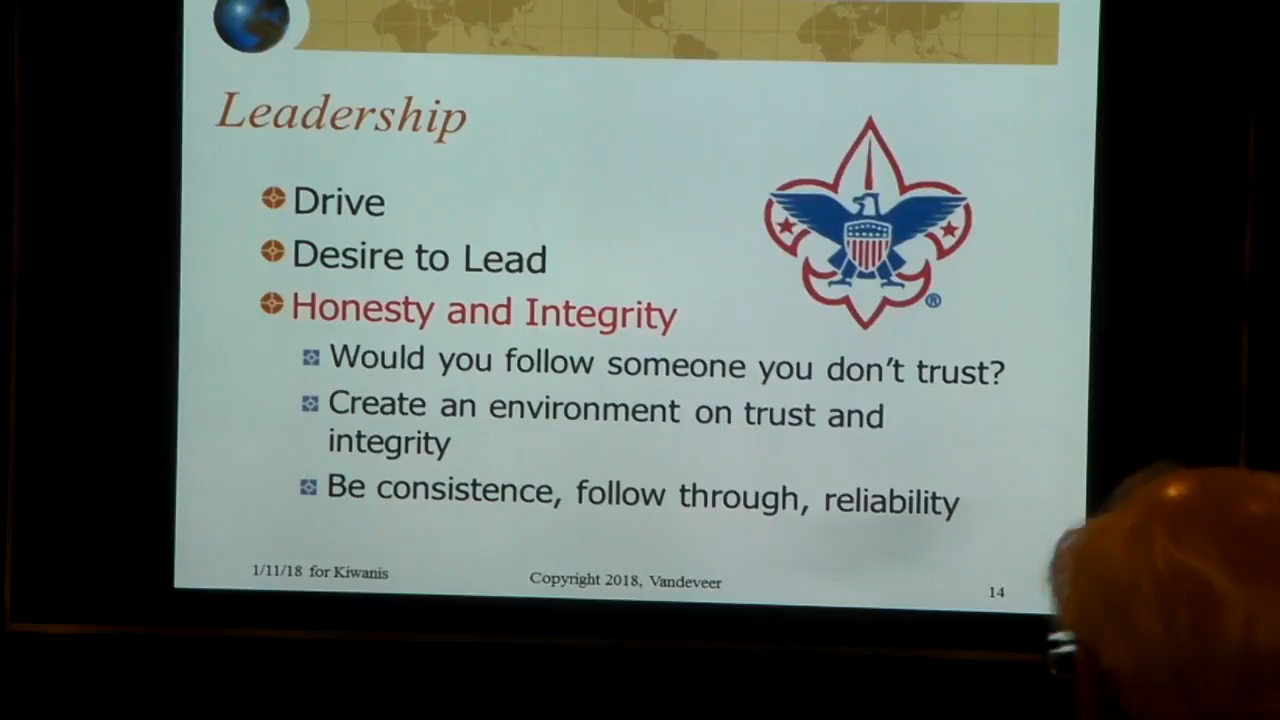 Leadership
Drive
Desire to Lead
Honesty and Integrity
Would you follow someone you don't trust?
Create an environment on trust and
integrity
Be consistence, follow through, reliability
®
1/11/18 for Kiwanis
Copyright 2018, Vandeveer
14